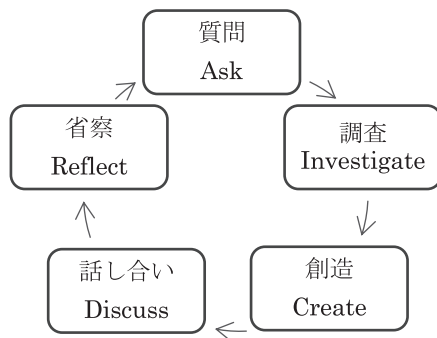 質問
Ask
調査
Investigate
創造
Create
話し合い
Discuss
省察
Reflect